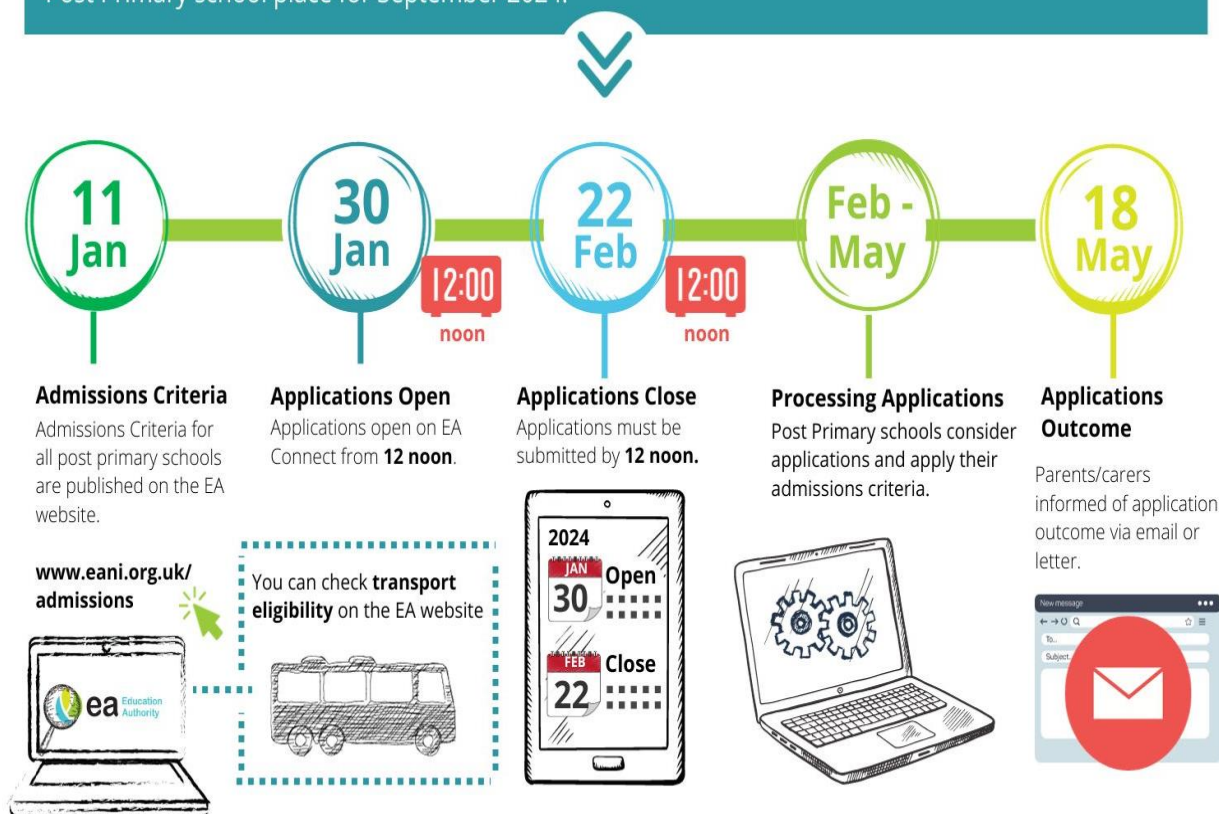 Post Primary school place for September 2024.
11
Jan
30
Jan
12:00
noon
22
Feb
12:00
noon
Feb -
May
18
May
Admissions Criteria
Admissions Criteria for
all post primary schools
are published on the EA
website.
www.eani.org.uk/
admissions
ea Education
Authority
Applications Open
Applications open on EA
Connect from 12 noon.
You can check transport
eligibility on the EA website
Applications Close
Applications must be
submitted by 12 noon.
2024
JAN
30
Open
FEB
22
Close
Processing Applications
Post Primary schools consider
applications and apply their
admissions criteria.
Applications
Outcome
Parents/carers
informed of application
outcome via email or
letter.
New message
To...
Subject...